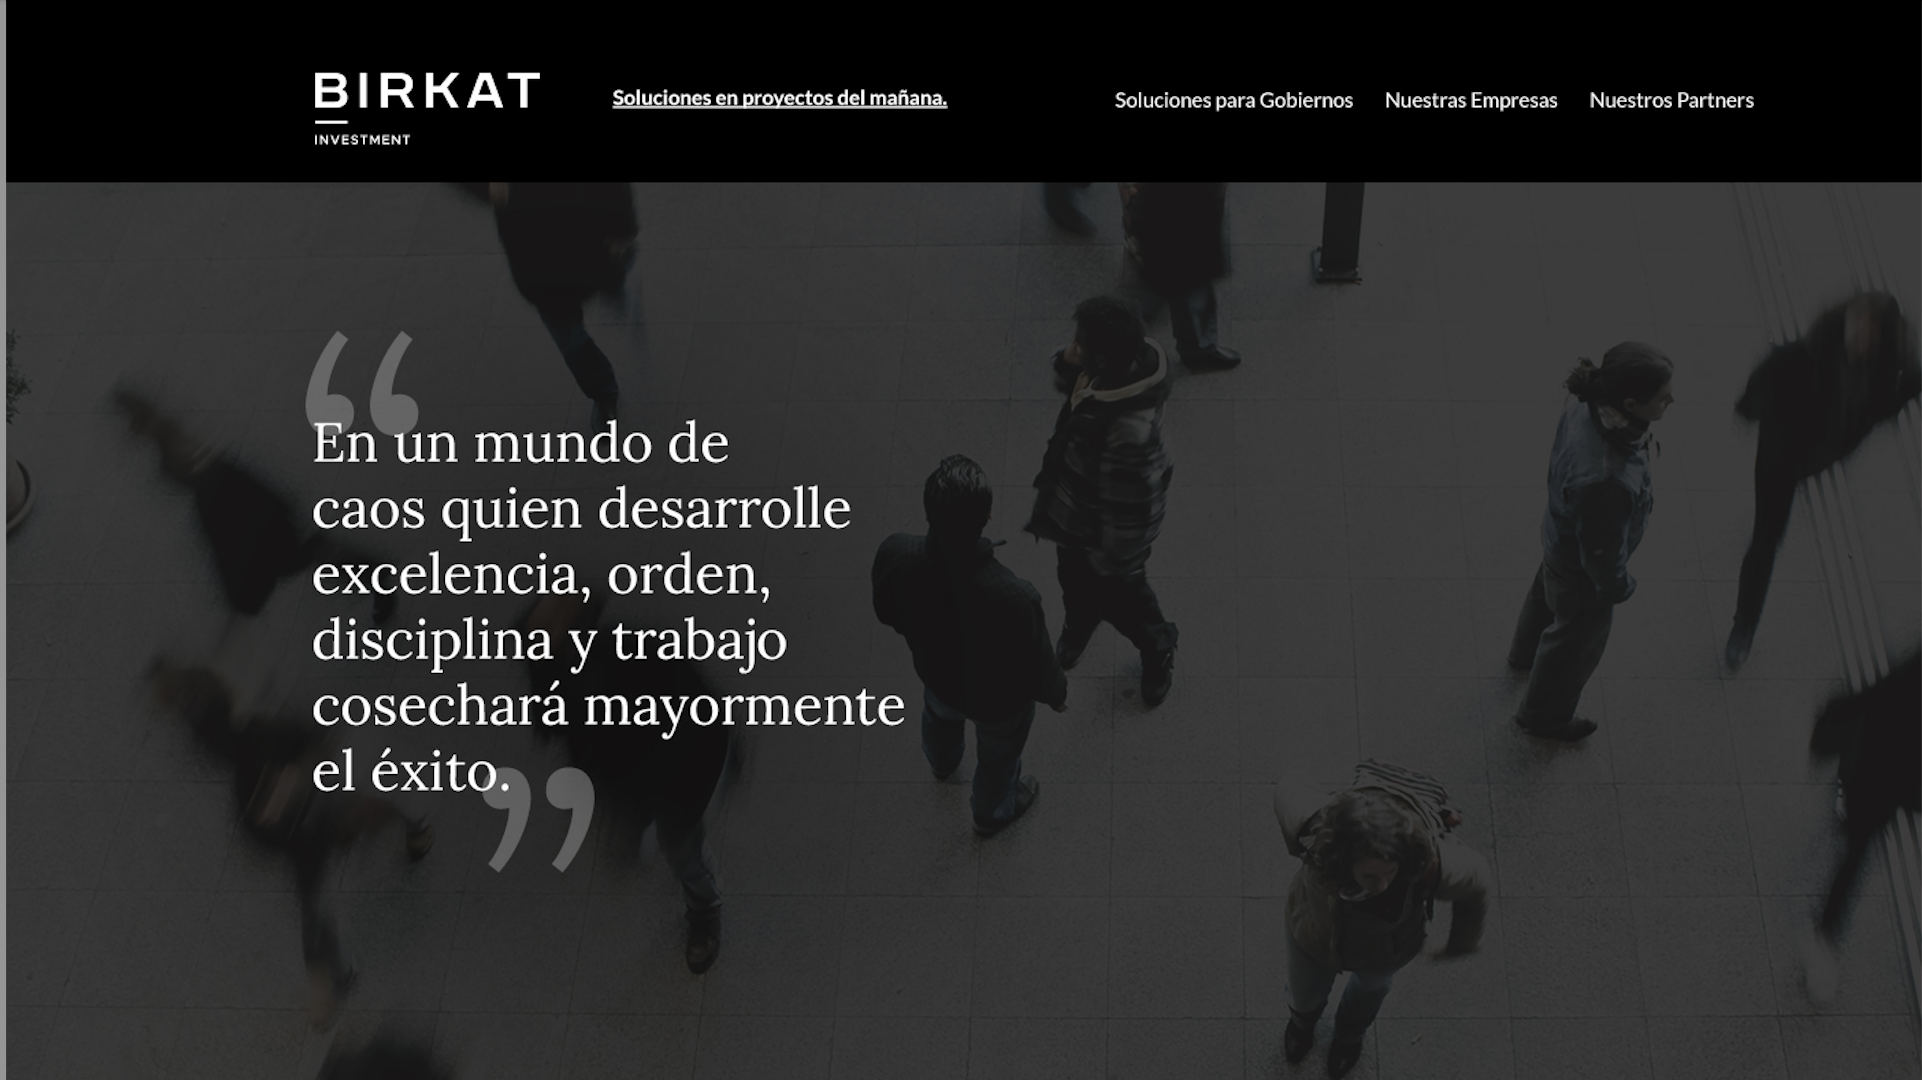 BIRKAT
INVESTMENT
Soluciones en proyectos del mañana.
Soluciones para Gobiernos
Nuestras Empresas
Nuestros Partners
“
En un mundo de
caos quien desarrolle
excelencia, orden,
disciplina y trabajo
cosechará mayormente
el éxito.
”